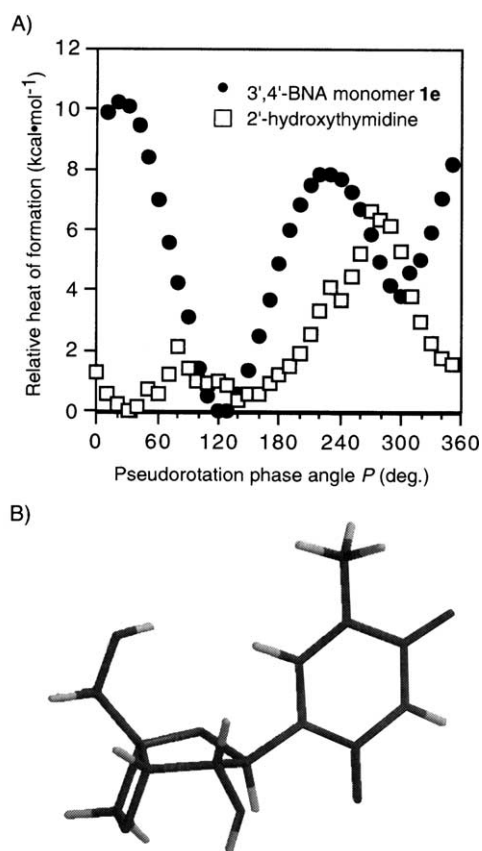 A)
Relative heat of formation (kcal•mol⁻¹)
12
10
8
6
4
2
0
● 3',4'-BNA monomer 1e
□ 2'-hydroxythymidine
0 60 120 180 240 300 360
Pseudorotation phase angle P (deg.)
B)